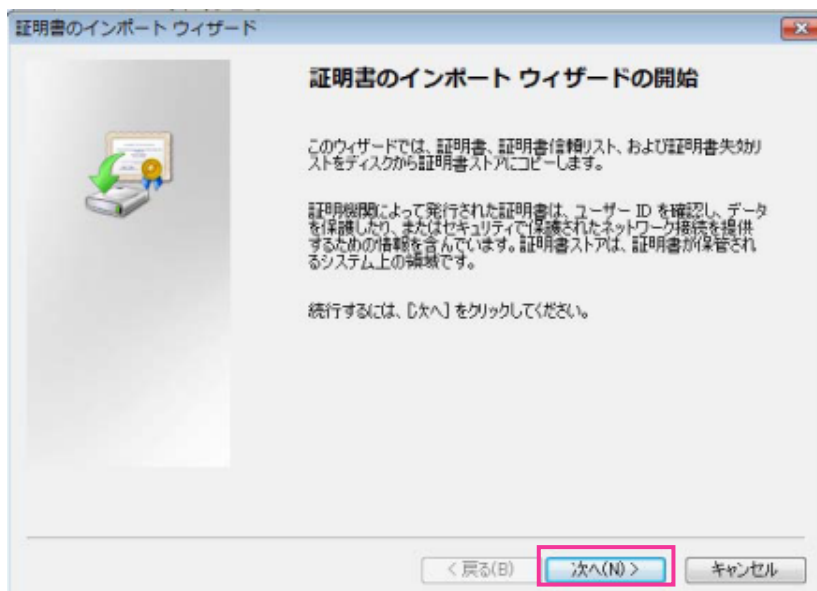 証明書のインポート ウィザード
証明書のインポート ウィザードの開始
このウィザードでは、証明書、証明書信頼リスト、および証明書失効リ
ストをディスクから証明書ストアにコピーします。
証明機関によって発行された証明書は、ユーザー ID を確認し、データ
を保護したり、またはセキュリティで保護されたネットワーク接続を提供
するための情報を含んでいます。証明書ストアは、証明書が保管され
るシステム上の領域です。
続行するには、[次へ] をクリックしてください。
< 戻る(B) 次へ(N) > キャンセル